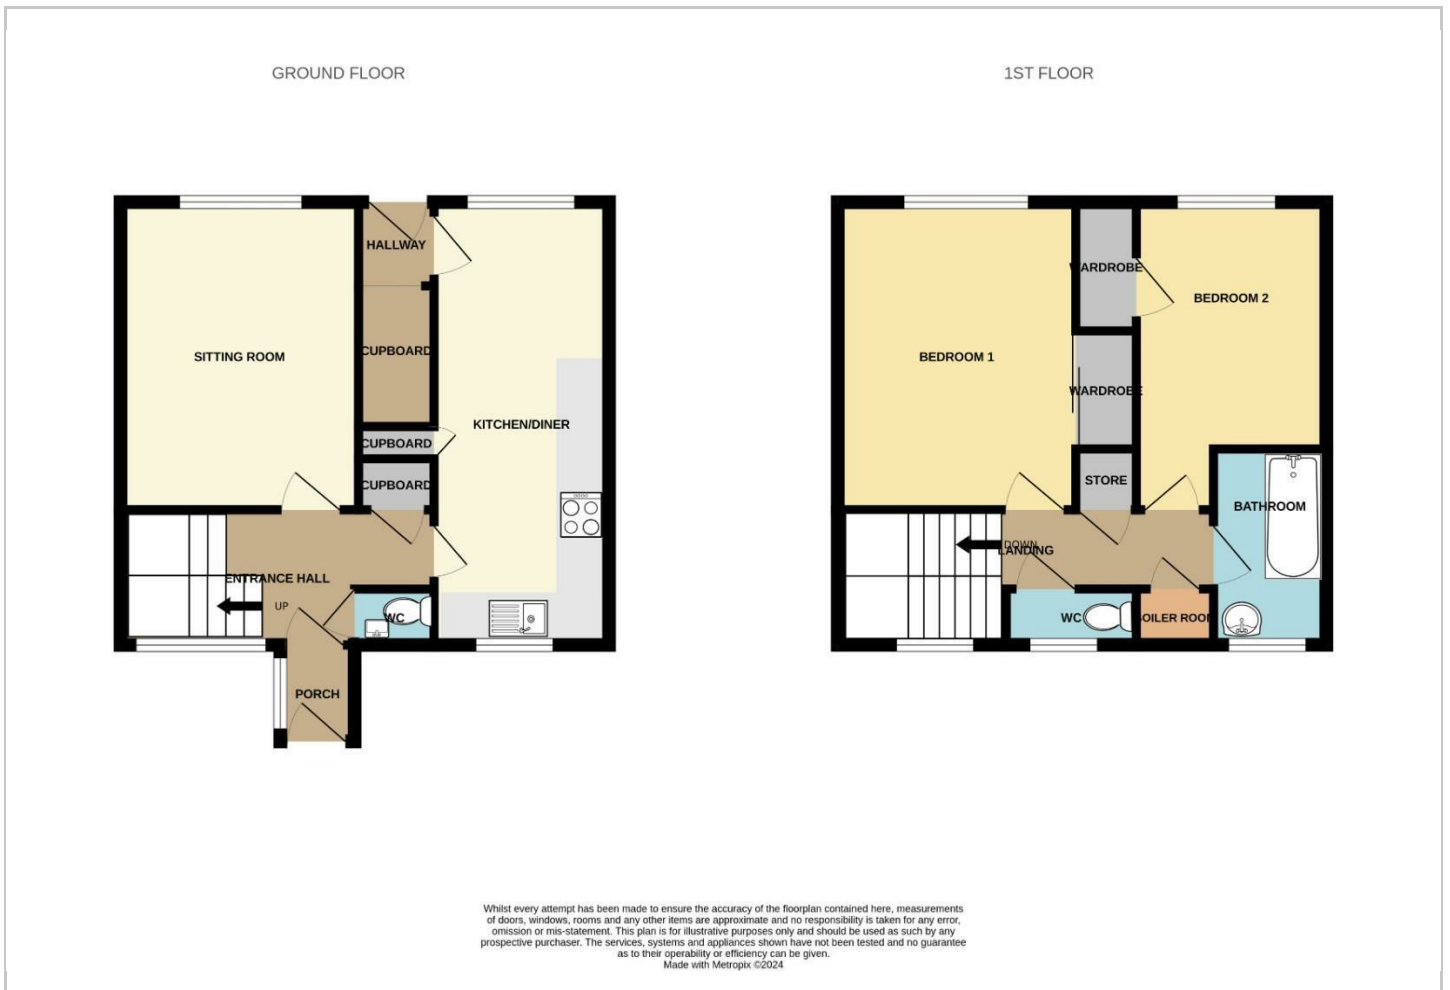 GROUND FLOOR
HALLWAY
CUPBOARD
SITTING ROOM
KITCHEN/DINER
CUPBOARD
CUPBOARD
ENTRANCE HALL
UP
WC
PORCH
1ST FLOOR
WARDROBE
BEDROOM 2
BEDROOM 1
WARDROBE
STORE
BATHROOM
DOWN
LANDING
WC
BOILER ROOM
Whilst every attempt has been made to ensure the accuracy of the floorplan contained here, measurements
of doors, windows, rooms and any other items are approximate and no responsibility is taken for any error,
omission or mis-statement. This plan is for illustrative purposes only and should be used as such by any
prospective purchaser. The services, systems and appliances shown have not been tested and no guarantee
as to their operability or efficiency can be given.
Made with Metropix ©2024